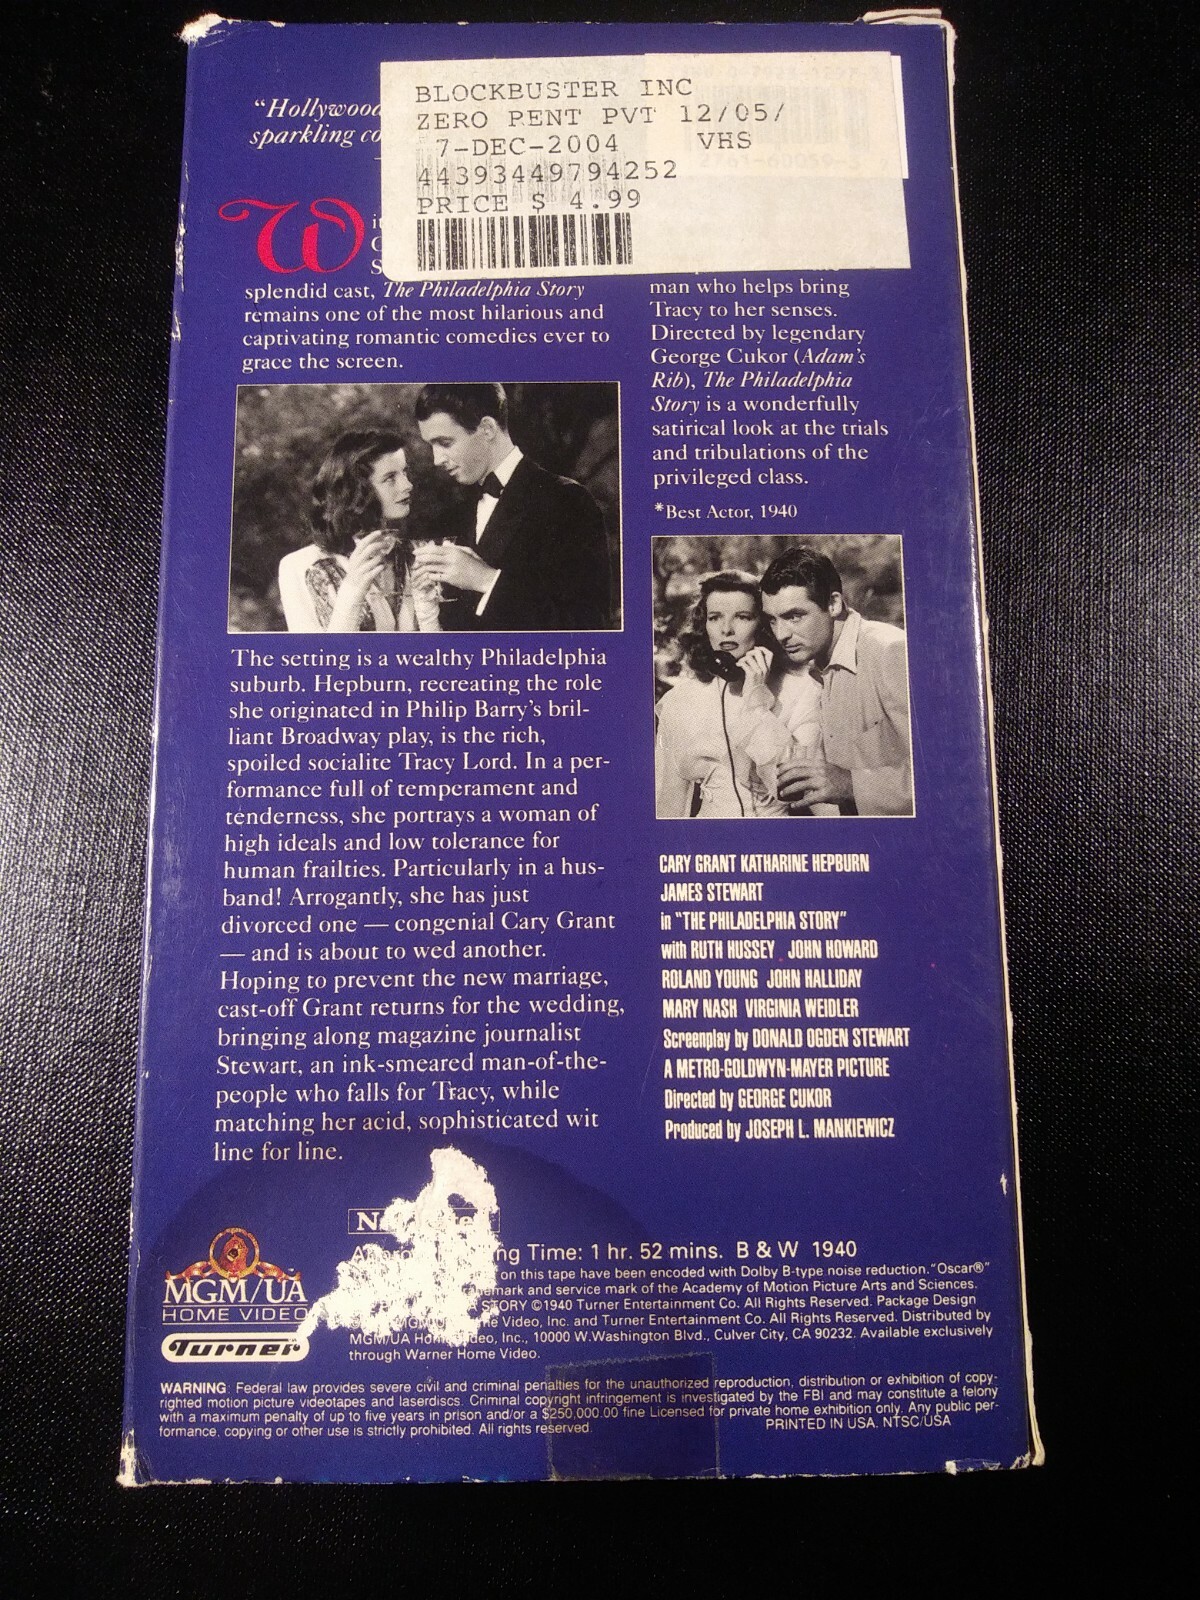 BLOCKBUSTER INC
ZERO RENT PVT 12/05/
7-DEC-2004 VHS
44393449794252
PRICE $ 4.99
"Hollywood
sparkling co
W
splendid cast, The Philadelphia Story
remains one of the most hilarious and
captivating romantic comedies ever to
grace the screen.
The setting is a wealthy Philadelphia
suburb. Hepburn, recreating the role
she originated in Philip Barry's bril-
liant Broadway play, is the rich,
spoiled socialite Tracy Lord. In a per-
formance full of temperament and
tenderness, she portrays a woman of
high ideals and low tolerance for
human frailties. Particularly in a hus-
band! Arrogantly, she has just
divorced one — congenial Cary Grant
— and is about to wed another.
Hoping to prevent the new marriage,
cast-off Grant returns for the wedding,
bringing along magazine journalist
Stewart, an ink-smeared man-of-the-
people who falls for Tracy, while
matching her acid, sophisticated wit
line for line.
man who helps bring
Tracy to her senses.
Directed by legendary
George Cukor (Adam's
Rib), The Philadelphia
Story is a wonderfully
satirical look at the trials
and tribulations of the
privileged class.
*Best Actor, 1940
CARY GRANT KATHARINE HEPBURN
JAMES STEWART
in "THE PHILADELPHIA STORY"
with RUTH HUSSEY JOHN HOWARD
ROLAND YOUNG JOHN HALLIDAY
MARY NASH VIRGINIA WEIDLER
Screenplay by DONALD OGDEN STEWART
A METRO-GOLDWYN-MAYER PICTURE
Directed by GEORGE CUKOR
Produced by JOSEPH L. MANKIEWICZ
MGM/UA
HOME VIDEO
Turner
ng Time: 1 hr. 52 mins. B & W 1940
on this tape have been encoded with Dolby B-type noise reduction. "Oscar®"
mark and service mark of the Academy of Motion Picture Arts and Sciences.
STORY ©1940 Turner Entertainment Co. All Rights Reserved. Package Design
Video, Inc. and Turner Entertainment Co. All Rights Reserved. Distributed by
MGM/UA Home Video, Inc., 10000 W. Washington Blvd., Culver City, CA 90232. Available exclusively
through Warner Home Video.
WARNING: Federal law provides severe civil and criminal penalties for the unauthorized reproduction, distribution or exhibition of copy-
righted motion picture videotapes and laserdiscs. Criminal copyright infringement is investigated by the FBI and may constitute a felony
with a maximum penalty of up to five years in prison and/or a $250,000.00 fine Licensed for private home exhibition only. Any public per-
formance, copying or other use is strictly prohibited. All rights reserved. PRINTED IN USA. NTSC/USA